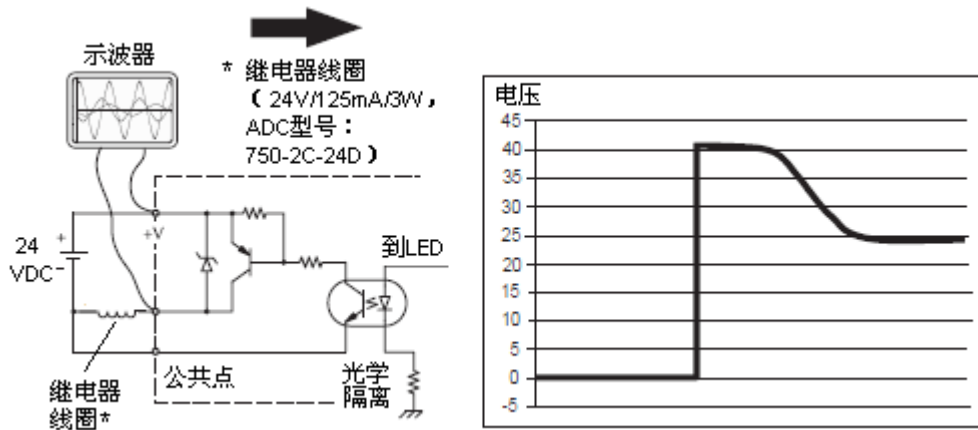 示波器
* 继电器线圈
（24V/125mA/3W，
ADC型号：
750-2C-24D）
+
24
VDC
-
+V
到LED
继电器
线圈*
公共点
光学
隔离
电压
45
40
35
30
25
20
15
10
5
0
-5